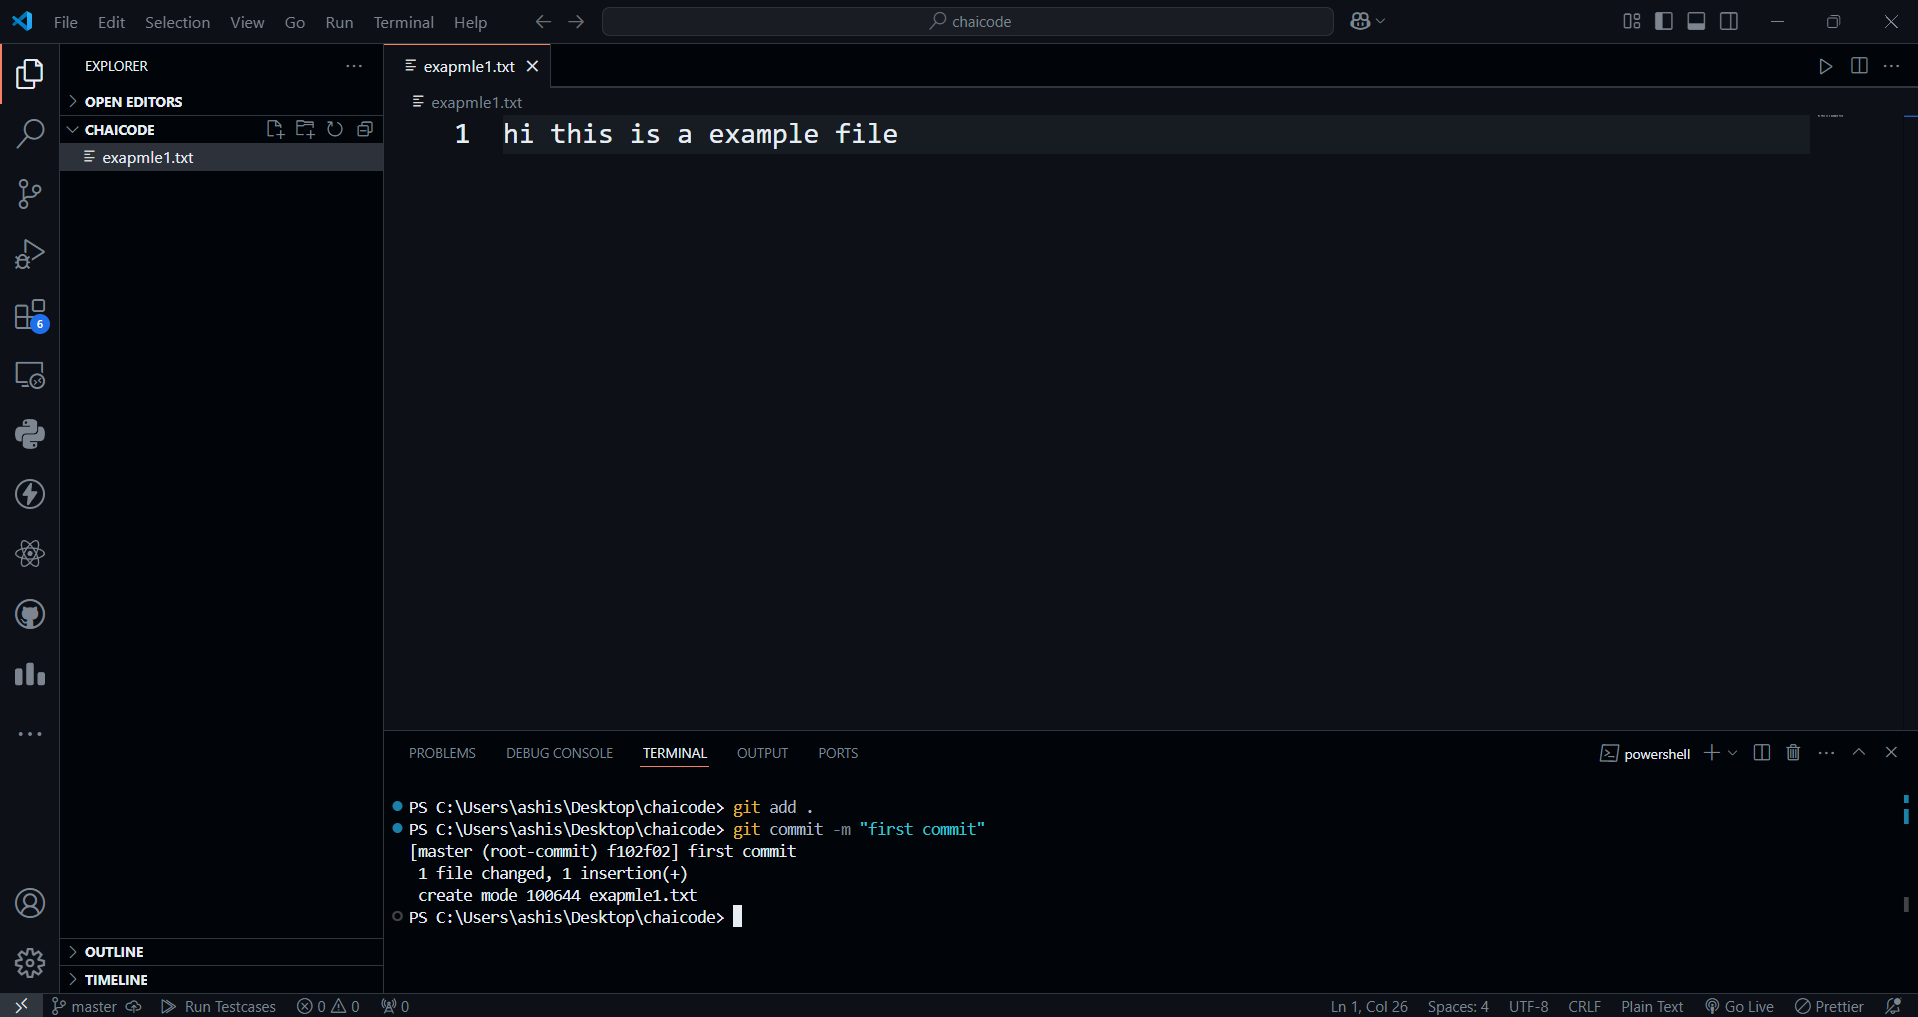 File Edit Selection View Go Run Terminal Help
chaicode
EXPLORER
OPEN EDITORS
CHAICODE
exapmle1.txt
6
OUTLINE
TIMELINE
exapmle1.txt
exapmle1.txt
1 hi this is a example file
PROBLEMS DEBUG CONSOLE TERMINAL OUTPUT PORTS
powershell
PS C:\Users\ashis\Desktop\chaicode> git add .
PS C:\Users\ashis\Desktop\chaicode> git commit -m "first commit"
[master (root-commit) f102f02] first commit
1 file changed, 1 insertion(+)
create mode 100644 exapmle1.txt
PS C:\Users\ashis\Desktop\chaicode>
master Run Testcases 0 0 0 Ln 1, Col 26 Spaces: 4 UTF-8 CRLF Plain Text Go Live Prettier